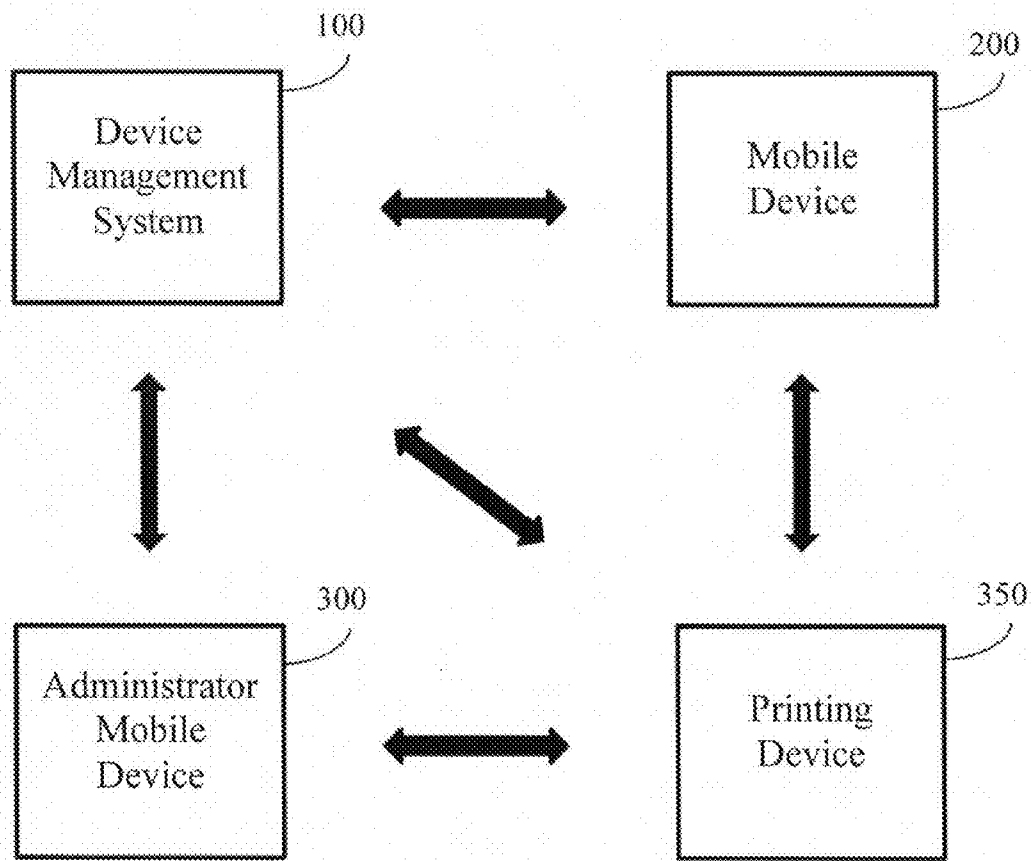 100
200
Device
Management
System
Mobile
Device
300
350
Administrator
Mobile
Device
Printing
Device